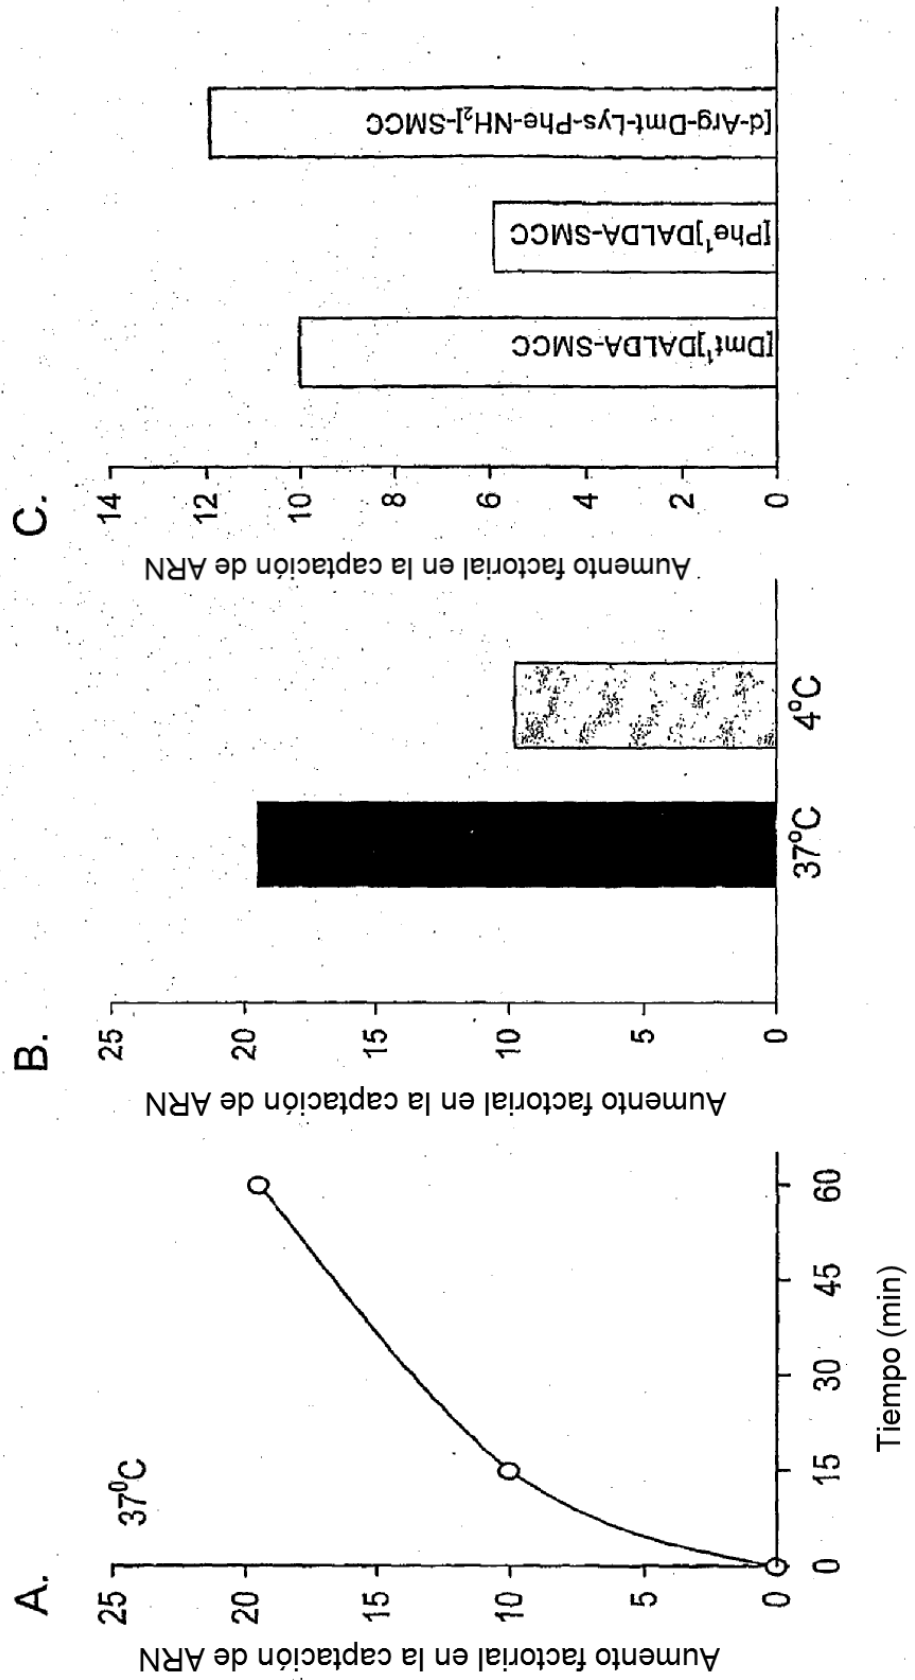 A.
Aumento factorial en la captación de ARN
25
20
15
10
5
0
37⁰C
0
15
30
45
60
Tiempo (min)
B.
Aumento factorial en la captación de ARN
25
20
15
10
5
0
37ºC
4ºC
C.
Aumento factorial en la captación de ARN
14
12
10
8
6
4
2
0
[Dmt¹]DALDA-SMCC
[Phe¹]DALDA-SMCC
[d-Arg-Dmt-Lys-Phe-NH₂]-SMCC